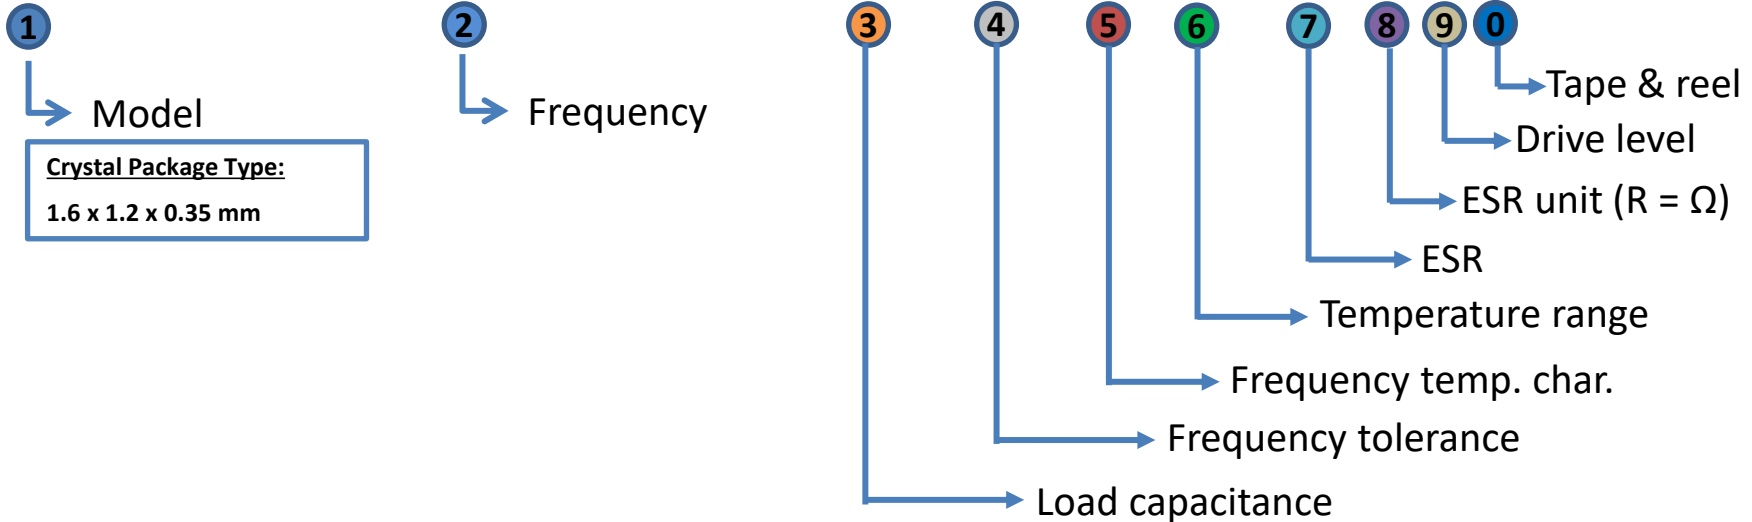 1 2 3 4 5 6 7 8 9 0
Tape & reel
Model
Frequency
Drive level
Crystal Package Type:
1.6 x 1.2 x 0.35 mm
ESR unit (R = Ω)
ESR
Temperature range
Frequency temp. char.
Frequency tolerance
Load capacitance